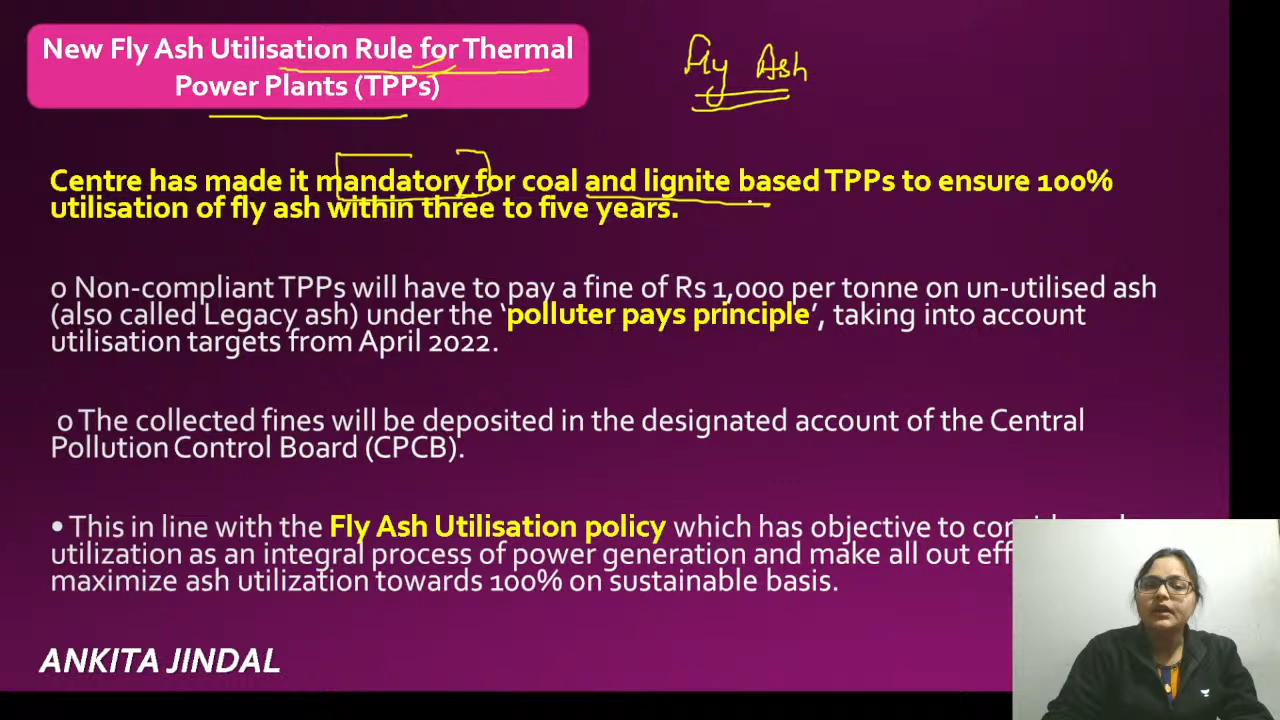 New Fly Ash Utilisation Rule for Thermal
Power Plants (TPPs)
Fly Ash
Centre has made it mandatory for coal and lignite based TPPs to ensure 100%
utilisation of fly ash within three to five years.
o Non-compliant TPPs will have to pay a fine of Rs 1,000 per tonne on un-utilised ash
(also called Legacy ash) under the ‘polluter pays principle’, taking into account
utilisation targets from April 2022.
o The collected fines will be deposited in the designated account of the Central
Pollution Control Board (CPCB).
• This in line with the Fly Ash Utilisation policy which has objective to
utilization as an integral process of power generation and make all out
maximize ash utilization towards 100% on sustainable basis.
ANKITA JINDAL